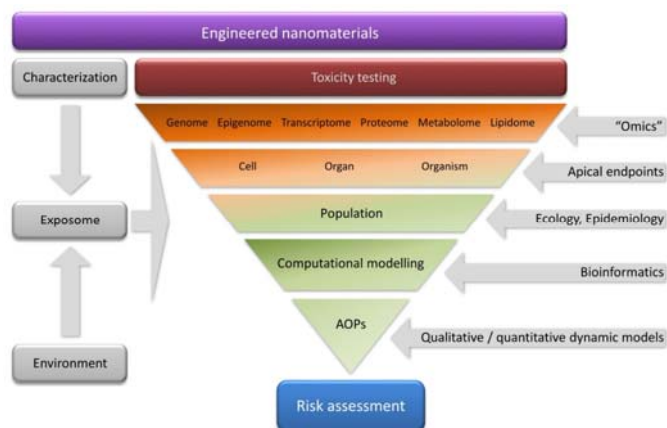 Engineered nanomaterials
Characterization
Toxicity testing
Genome Epigenome Transcriptome Proteome Metabolome Lipidome
“Omics”
Cell Organ Organism
Apical endpoints
Exposome
Population
Ecology, Epidemiology
Computational modelling
Bioinformatics
AOPs
Qualitative / quantitative dynamic models
Environment
Risk assessment